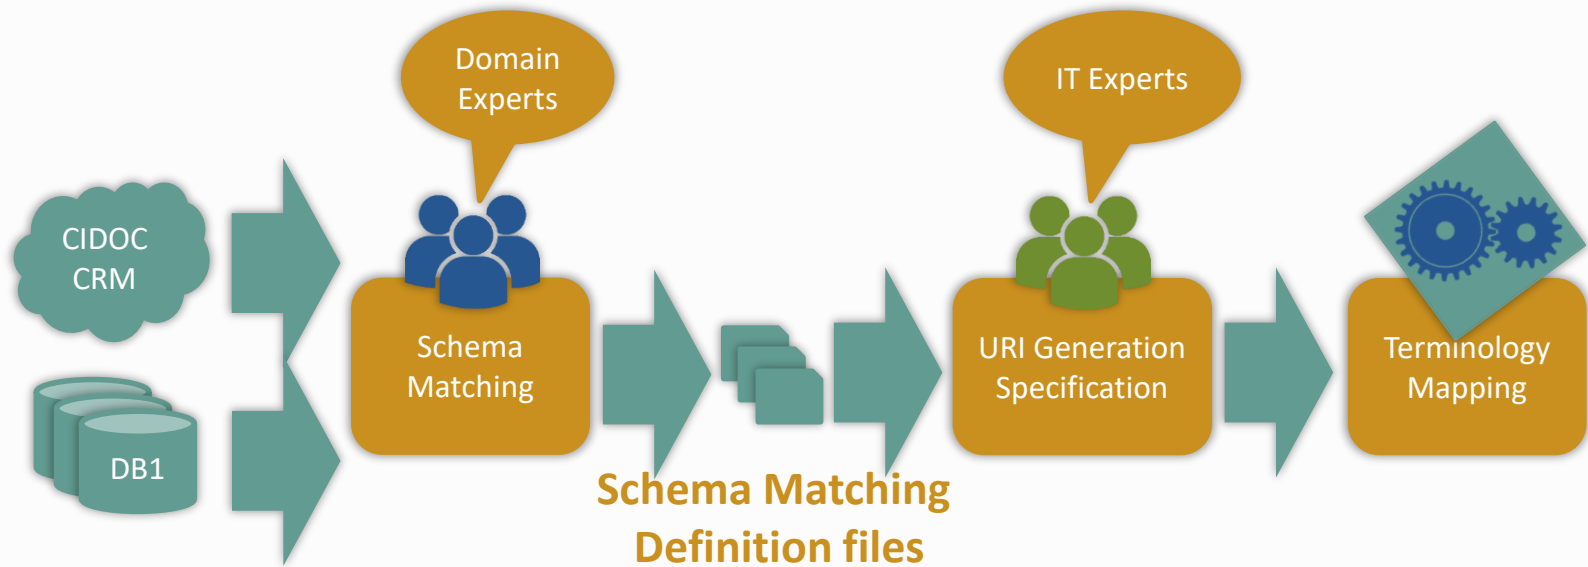 Domain
Experts
IT Experts
CIDOC
CRM
Schema
Matching
URI Generation
Specification
Terminology
Mapping
DB1
Schema Matching
Definition files